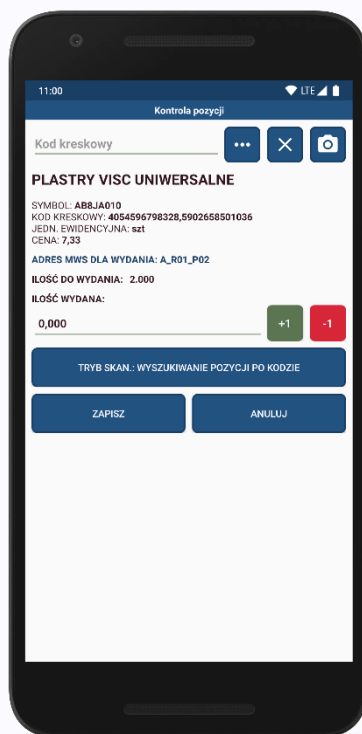 11:00 LTE
Kontrola pozycji
Kod kreskowy
PLASTRY VISC UNIWERSALNE
SYMBOL: AB8JA010
KOD KRESKOWY: 4054596798328,5902658501036
JEDN. EWIDENCYJNA: szt
CENA: 7,33
ADRES MWS DLA WYDANIA: A_R01_P02
ILOŚĆ DO WYDANIA: 2.000
ILOŚĆ WYDANA:
0,000 +1 -1
TRYB SKAN.: WYSZUKIWANIE POZYCJI PO KODZIE
ZAPISZ ANULUJ